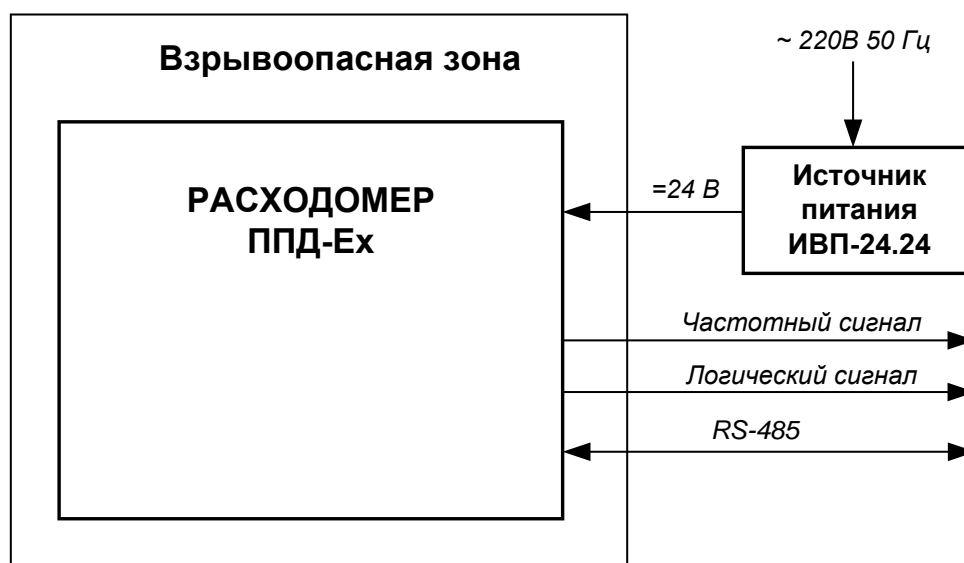 Взрывоопасная зона
~ 220В 50 Гц
РАСХОДОМЕР
ППД-Ех
=24 В
Источник
питания
ИВП-24.24
Частотный сигнал
Логический сигнал
RS-485